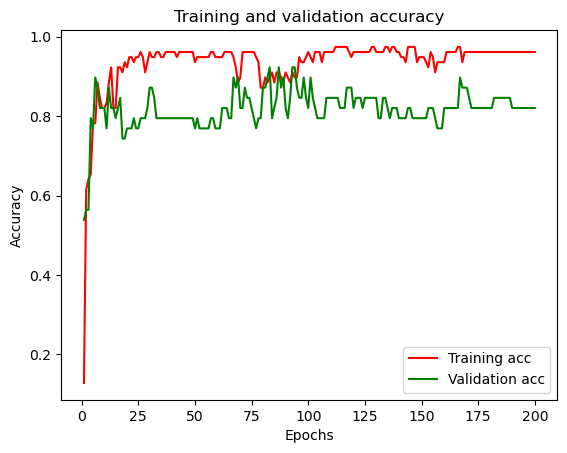 Training and validation accuracy
1.0
0.8
0.6
0.4
0.2
Accuracy
0 25 50 75 100 125 150 175 200
Epochs
Training acc
Validation acc